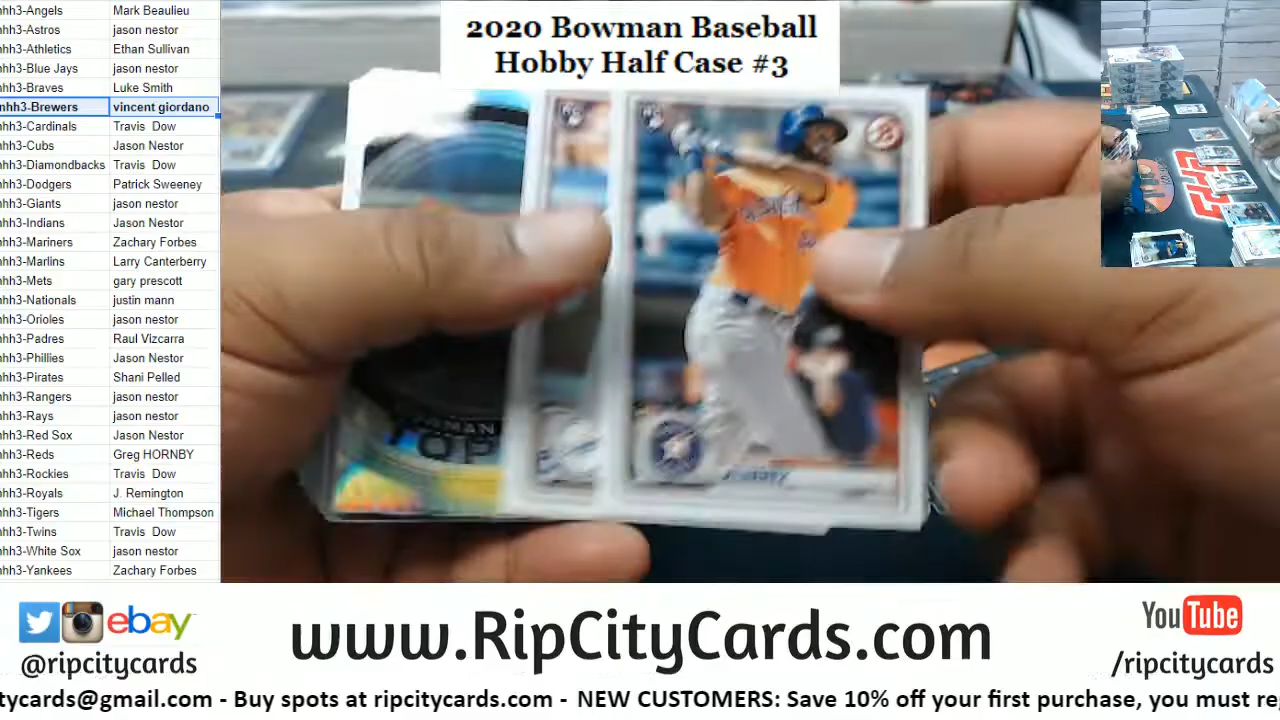 2020 Bowman Baseball
Hobby Half Case #3
hh3-Angels Mark Beaulieu
hh3-Astros jason nestor
hh3-Athletics Ethan Sullivan
hh3-Blue Jays jason nestor
hh3-Braves Luke Smith
hh3-Brewers vincent giordano
hh3-Cardinals Travis Dow
hh3-Cubs Jason Nestor
hh3-Diamondbacks Travis Dow
hh3-Dodgers Patrick Sweeney
hh3-Giants jason nestor
hh3-Indians Jason Nestor
hh3-Mariners Zachary Forbes
hh3-Marlins Larry Canterberry
hh3-Mets gary prescott
hh3-Nationals justin mann
hh3-Orioles jason nestor
hh3-Padres Raul Vizcarra
hh3-Phillies Jason Nestor
hh3-Pirates Shani Pelled
hh3-Rangers jason nestor
hh3-Rays jason nestor
hh3-Red Sox Jason Nestor
hh3-Reds Greg HORNBY
hh3-Rockies Travis Dow
hh3-Royals J. Remington
hh3-Tigers Michael Thompson
hh3-Twins Travis Dow
hh3-White Sox jason nestor
hh3-Yankees Zachary Forbes
ebay
@ripcitycards
www.RipCityCards.com
YouTube
/ripcitycards
tycards@gmail.com - Buy spots at ripcitycards.com - NEW CUSTOMERS: Save 10% off your first purchase, you must re